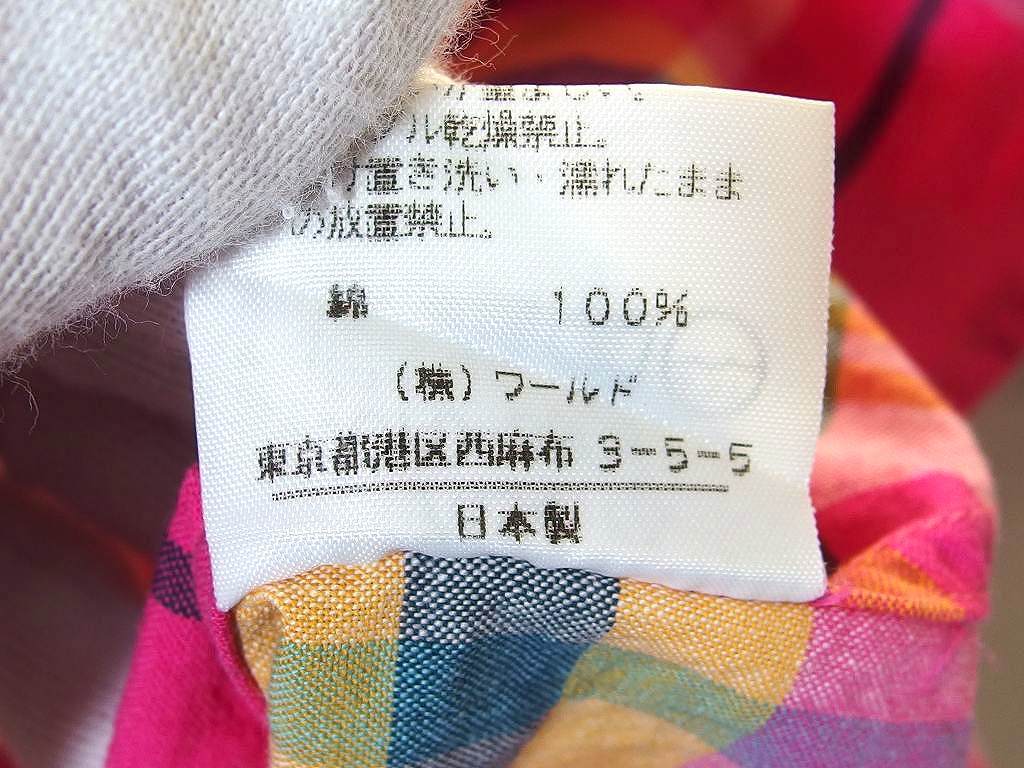 ル乾燥禁止。
置き洗い・濡れたまま
の放置禁止。
綿 100%
(株)ワールド
東京都港区西麻布 3-5-5
日本製